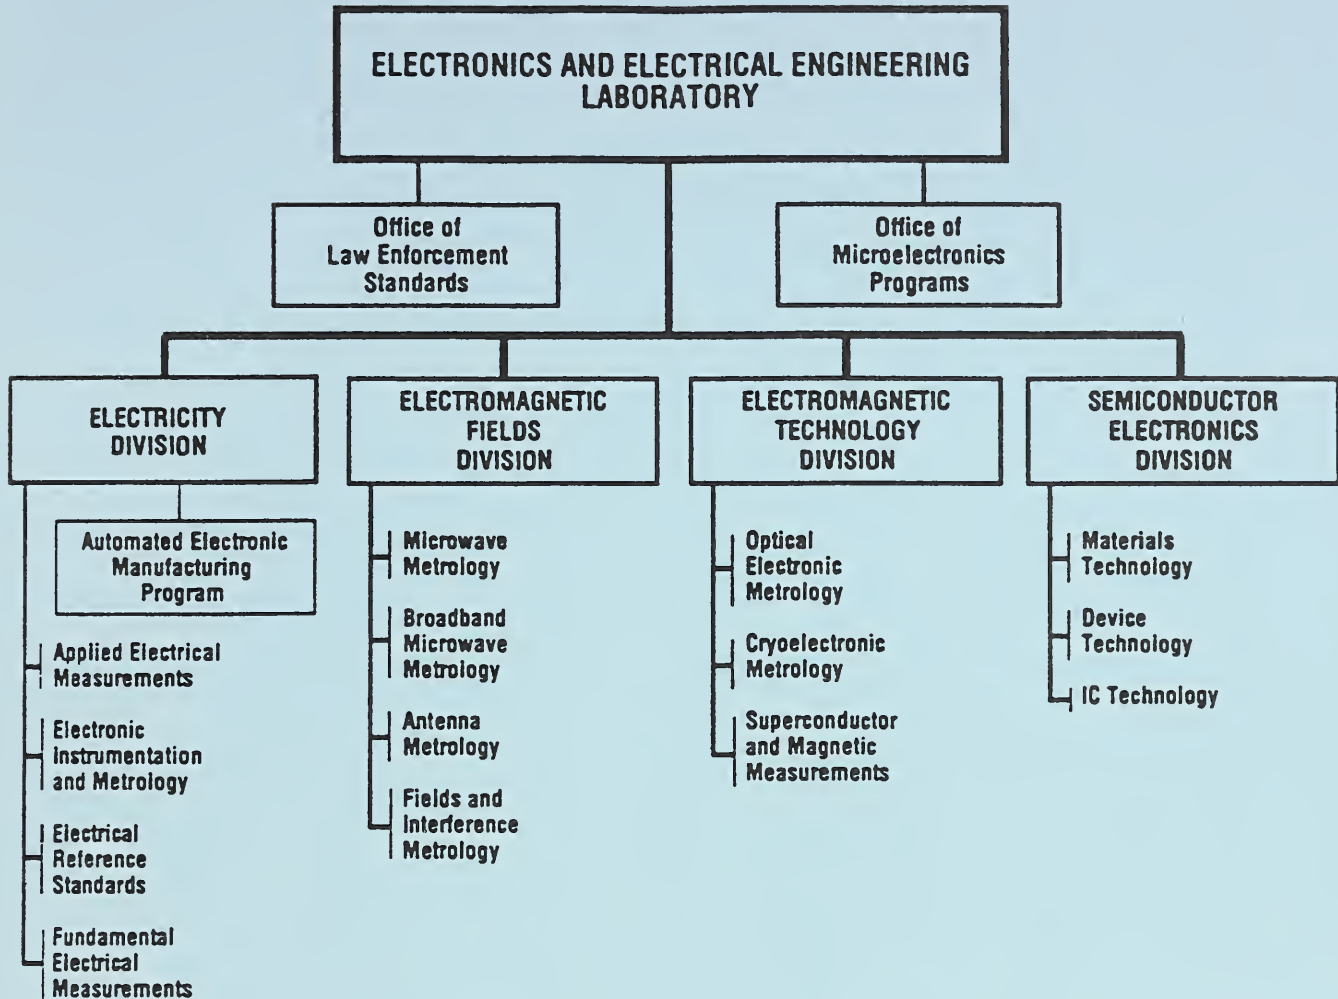 ELECTRONICS AND ELECTRICAL ENGINEERING
LABORATORY
Office of
Law Enforcement
Standards
Office of
Microelectronics
Programs
ELECTRICITY
DIVISION
Automated Electronic
Manufacturing
Program
Applied Electrical
Measurements
Electronic
Instrumentation
and Metrology
Electrical
Reference
Standards
Fundamental
Electrical
Measurements
ELECTROMAGNETIC
FIELDS
DIVISION
Microwave
Metrology
Broadband
Microwave
Metrology
Antenna
Metrology
Fields and
Interference
Metrology
ELECTROMAGNETIC
TECHNOLOGY
DIVISION
Optical
Electronic
Metrology
Cryoelectronic
Metrology
Superconductor
and Magnetic
Measurements
SEMICONDUCTOR
ELECTRONICS
DIVISION
Materials
Technology
Device
Technology
IC Technology